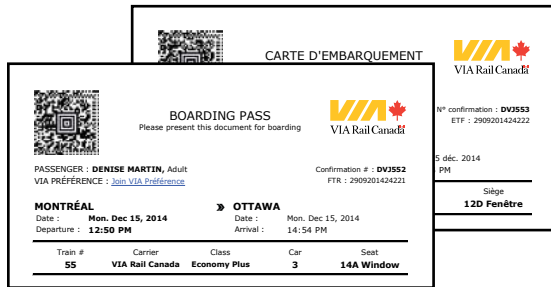 CARTE D'EMBARQUEMENT
VIA Rail Canada
N° confirmation : DVJ553
ETF : 2909201424222
5 déc. 2014
PM
Siège
12D Fenêtre
BOARDING PASS
Please present this document for boarding
VIA Rail Canada
PASSENGER : DENISE MARTIN, Adult
Confirmation # : DVJ552
VIA PRÉFÉRENCE : Join VIA Préférence
FTR : 2909201424221
MONTRÉAL » OTTAWA
Date : Mon. Dec 15, 2014 Date : Mon. Dec 15, 2014
Departure : 12:50 PM Arrival : 14:54 PM
Train # Carrier Class Car Seat
55 VIA Rail Canada Economy Plus 3 14A Window